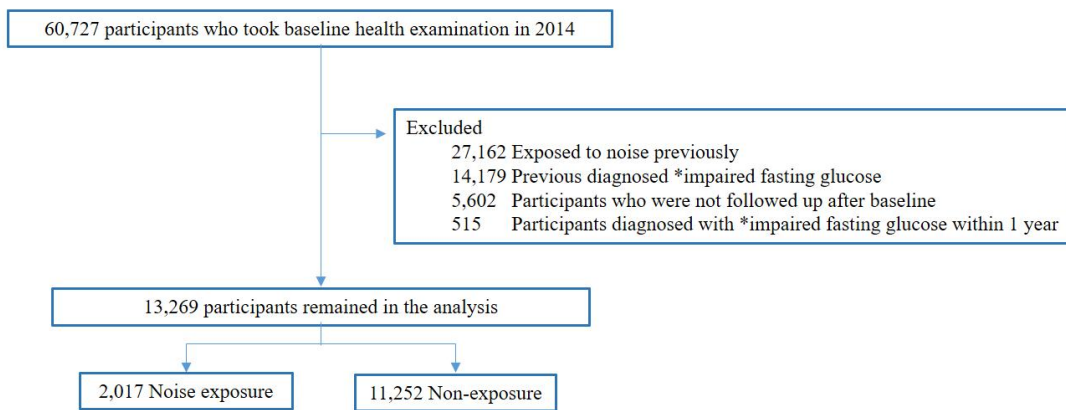 60,727 participants who took baseline health examination in 2014
Excluded
27,162 Exposed to noise previously
14,179 Previous diagnosed *impaired fasting glucose
5,602 Participants who were not followed up after baseline
515 Participants diagnosed with *impaired fasting glucose within 1 year
13,269 participants remained in the analysis
2,017 Noise exposure
11,252 Non-exposure